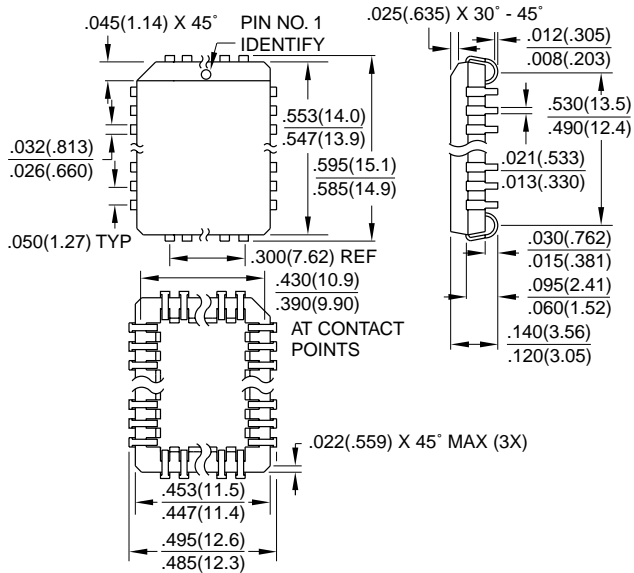 .045(1.14) X 45˚
PIN NO. 1
IDENTIFY
.025(.635) X 30˚ - 45˚
.012(.305)
.008(.203)
.553(14.0)
.547(13.9)
.530(13.5)
.490(12.4)
.032(.813)
.026(.660)
.595(15.1)
.585(14.9)
.021(.533)
.013(.330)
.050(1.27) TYP
.300(7.62) REF
.030(.762)
.015(.381)
.430(10.9)
.390(9.90)
AT CONTACT
POINTS
.095(2.41)
.060(1.52)
.140(3.56)
.120(3.05)
.022(.559) X 45˚ MAX (3X)
.453(11.5)
.447(11.4)
.495(12.6)
.485(12.3)